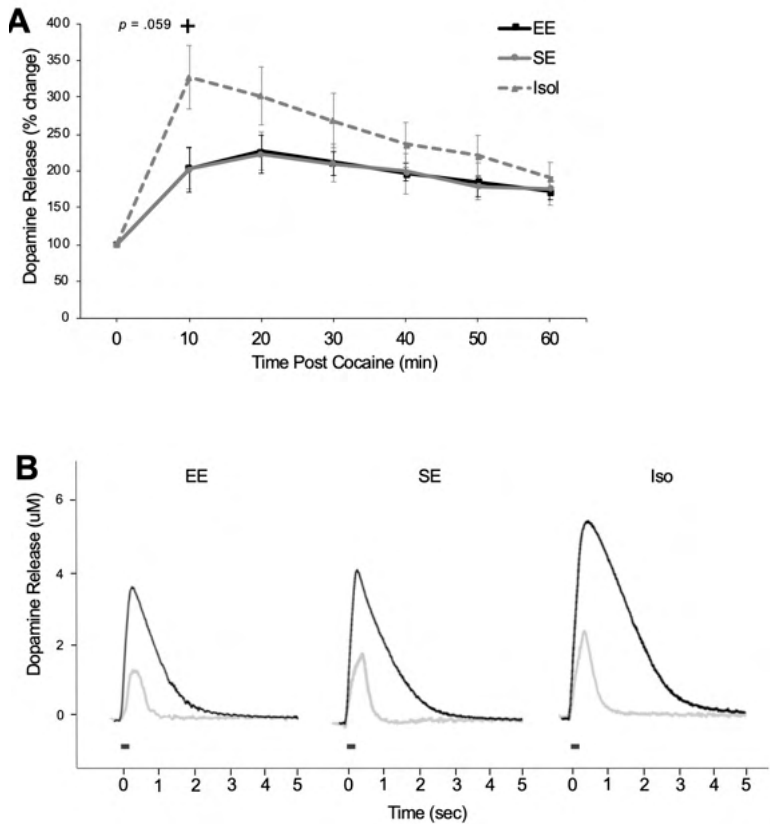 A
p = .059 +
EE
SE
Isol
Dopamine Release (% change)
400
350
300
250
200
150
100
50
0
0 10 20 30 40 50 60
Time Post Cocaine (min)
B
EE SE Iso
Dopamine Release (uM)
6
4
2
0
0 1 2 3 4 5 0 1 2 3 4 5 0 1 2 3 4 5
Time (sec)